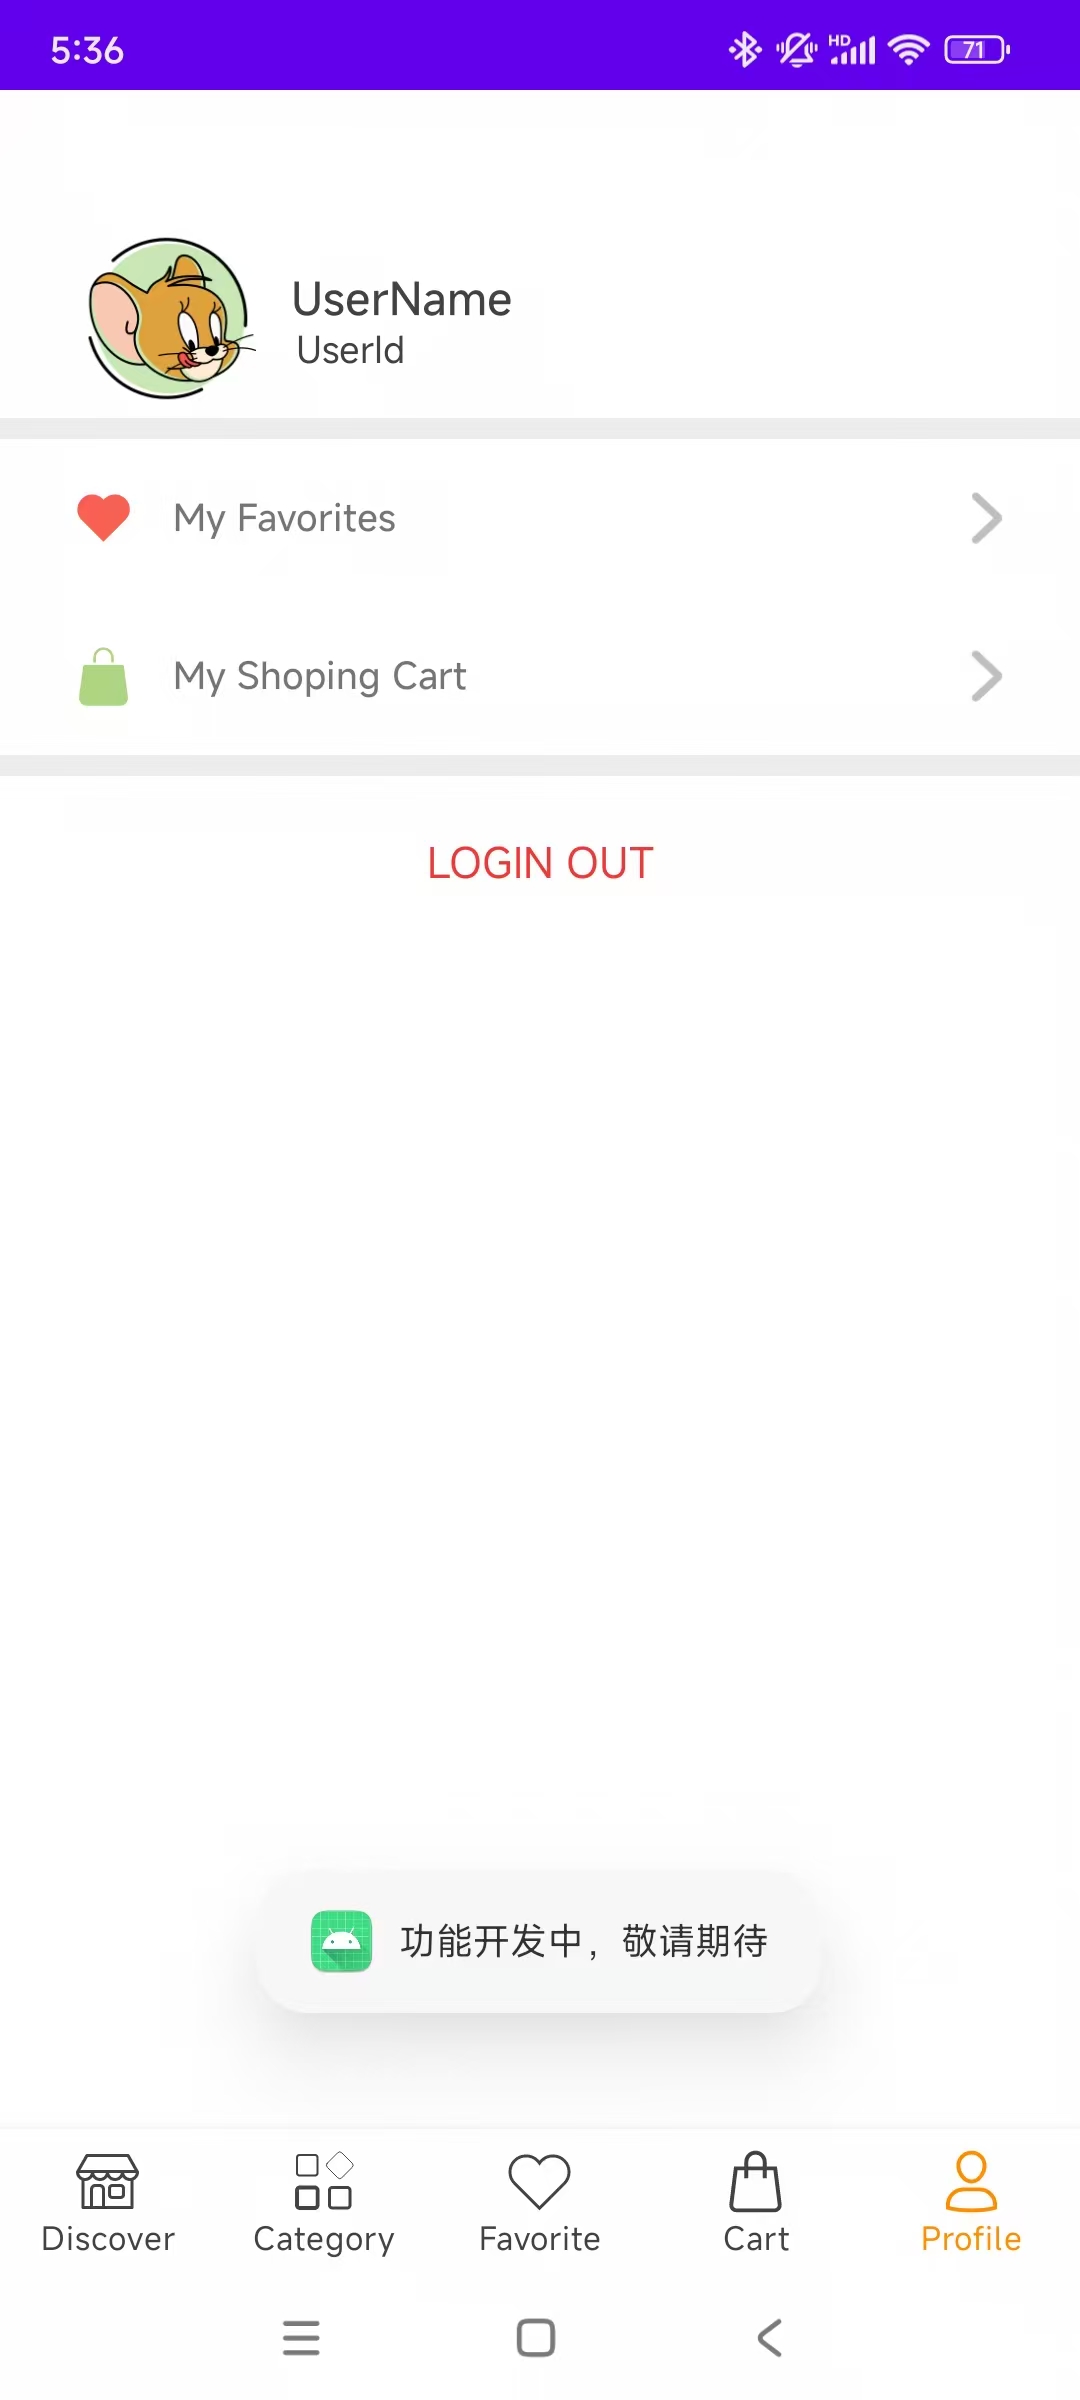 5:36
HD
71
UserName
UserId
My Favorites
My Shoping Cart
LOGIN OUT
功能开发中，敬请期待
Discover
Category
Favorite
Cart
Profile